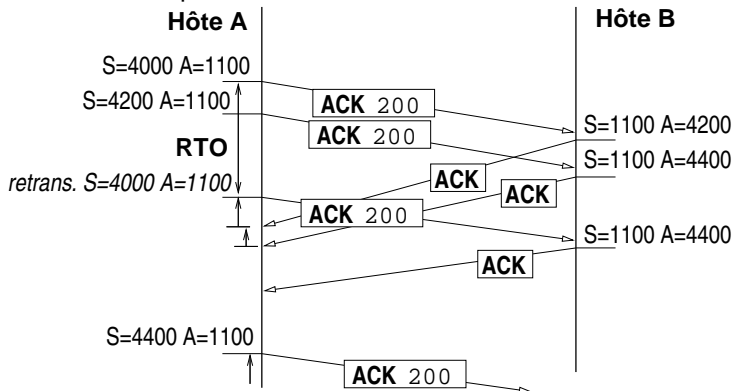 Hôte A
Hôte B
S=4000 A=1100
ACK 200
S=4200 A=1100
ACK 200
S=1100 A=4200
RTO
S=1100 A=4400
ACK
retrans. S=4000 A=1100
ACK
ACK 200
S=1100 A=4400
ACK
S=4400 A=1100
ACK 200